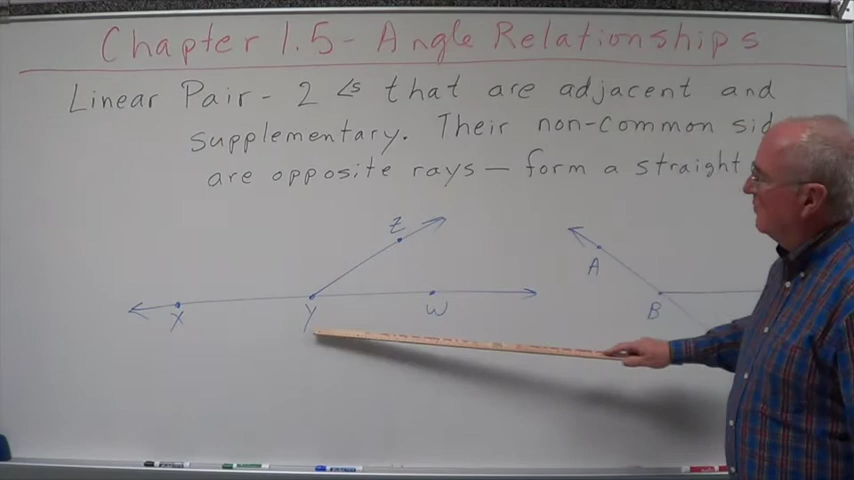 Chapter 1.5 - Angle Relationships
Linear Pair - 2 ∠s that are adjacent and
supplementary. Their non-common
are opposite rays — form a straight
Z
A
X
Y
W
B